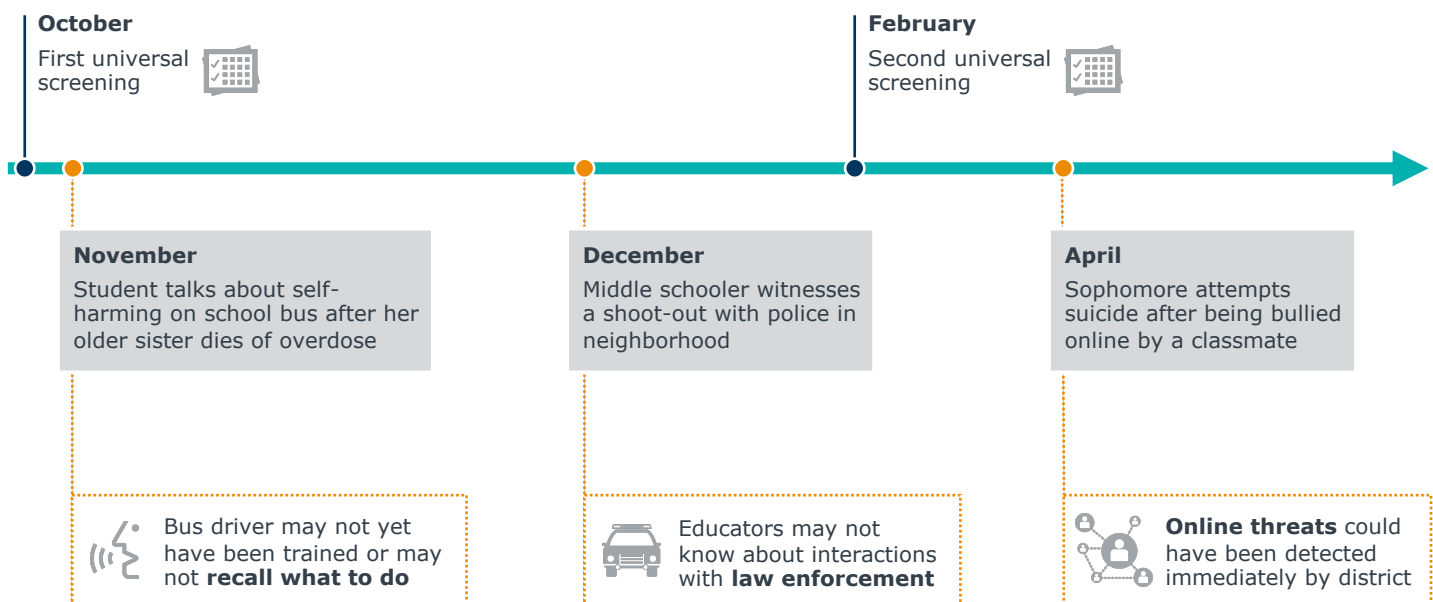 October
First universal
screening
February
Second universal
screening
November
Student talks about self-
harming on school bus after her
older sister dies of overdose
December
Middle schooler witnesses
a shoot-out with police in
neighborhood
April
Sophomore attempts
suicide after being bullied
online by a classmate
Bus driver may not yet
have been trained or may
not recall what to do
Educators may not
know about interactions
with law enforcement
Online threats could
have been detected
immediately by district